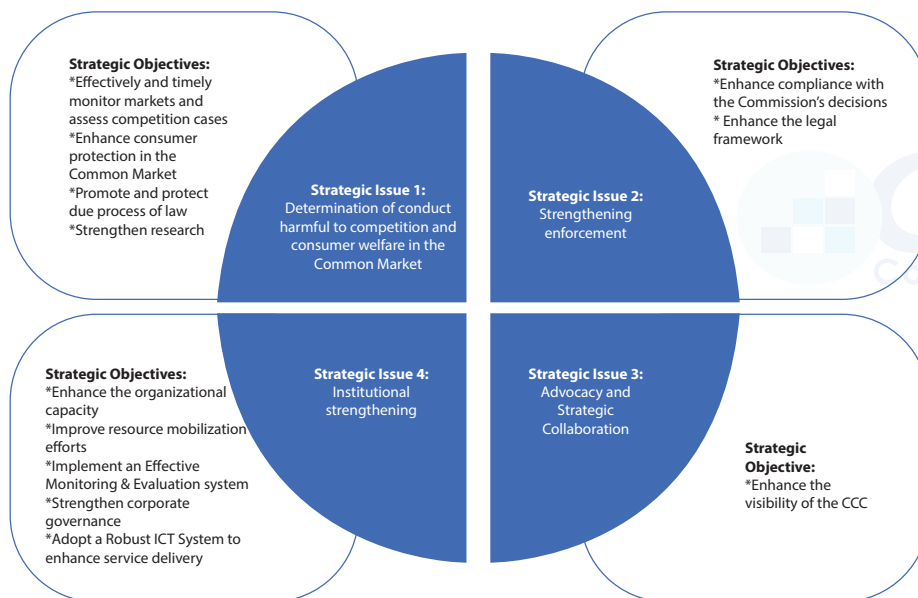 Strategic Objectives:
*Effectively and timely
monitor markets and
assess competition cases
*Enhance consumer
protection in the
Common Market
*Promote and protect
due process of law
*Strengthen research
Strategic Issue 1:
Determination of conduct
harmful to competition and
consumer welfare in the
Common Market
Strategic Issue 2:
Strengthening
enforcement
Strategic Objectives:
*Enhance compliance with
the Commission's decisions
* Enhance the legal
framework
Strategic Objectives:
*Enhance the organizational
capacity
*Improve resource mobilization
efforts
*Implement an Effective
Monitoring & Evaluation system
*Strengthen corporate
governance
*Adopt a Robust ICT System to
enhance service delivery
Strategic Issue 4:
Institutional
strengthening
Strategic Issue 3:
Advocacy and
Strategic
Collaboration
Strategic
Objective:
*Enhance the
visibility of the CCC